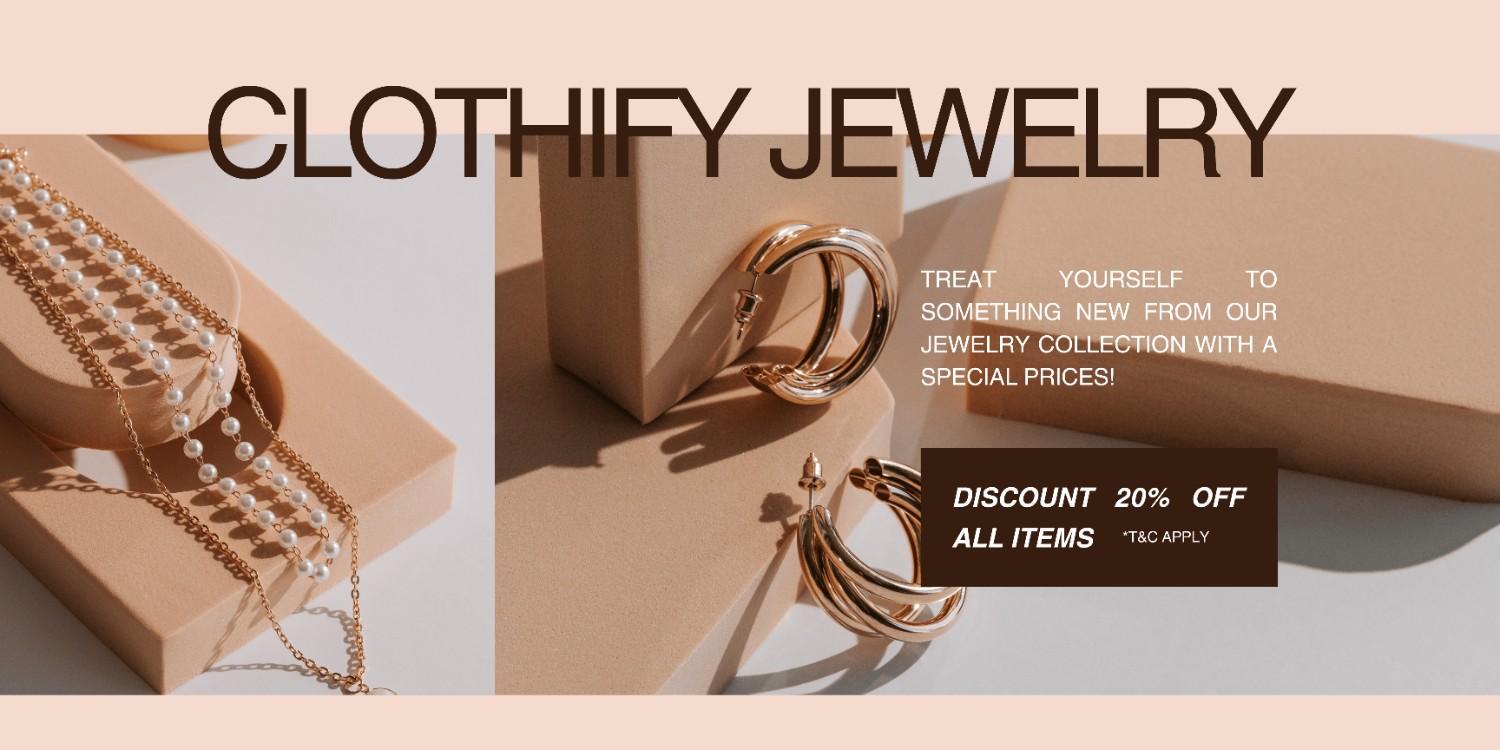 CLOTHIFY JEWELRY
TREAT YOURSELF TO
SOMETHING NEW FROM OUR
JEWELRY COLLECTION WITH A
SPECIAL PRICES!
DISCOUNT 20% OFF
ALL ITEMS *T&C APPLY